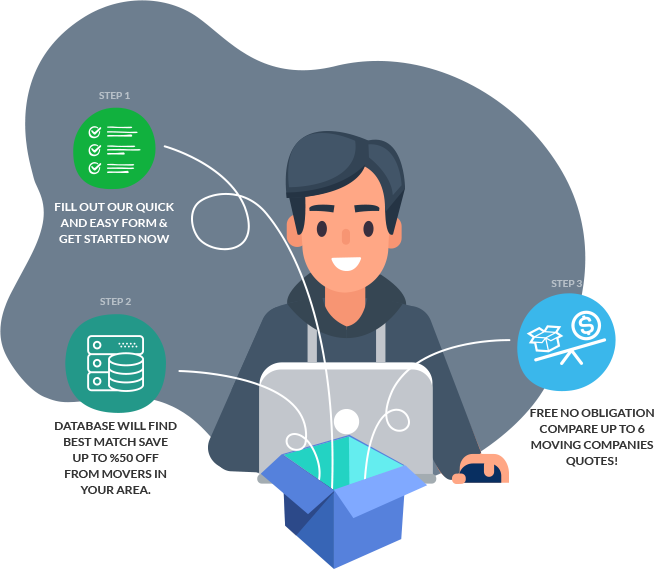 STEP 1
FILL OUT OUR QUICK
AND EASY FORM &
GET STARTED NOW
STEP 2
DATABASE WILL FIND
BEST MATCH SAVE
UP TO %50 OFF
FROM MOVERS IN
YOUR AREA.
STEP 3
$
FREE NO OBLIGATION
COMPARE UP TO 6
MOVING COMPANIES
QUOTES!